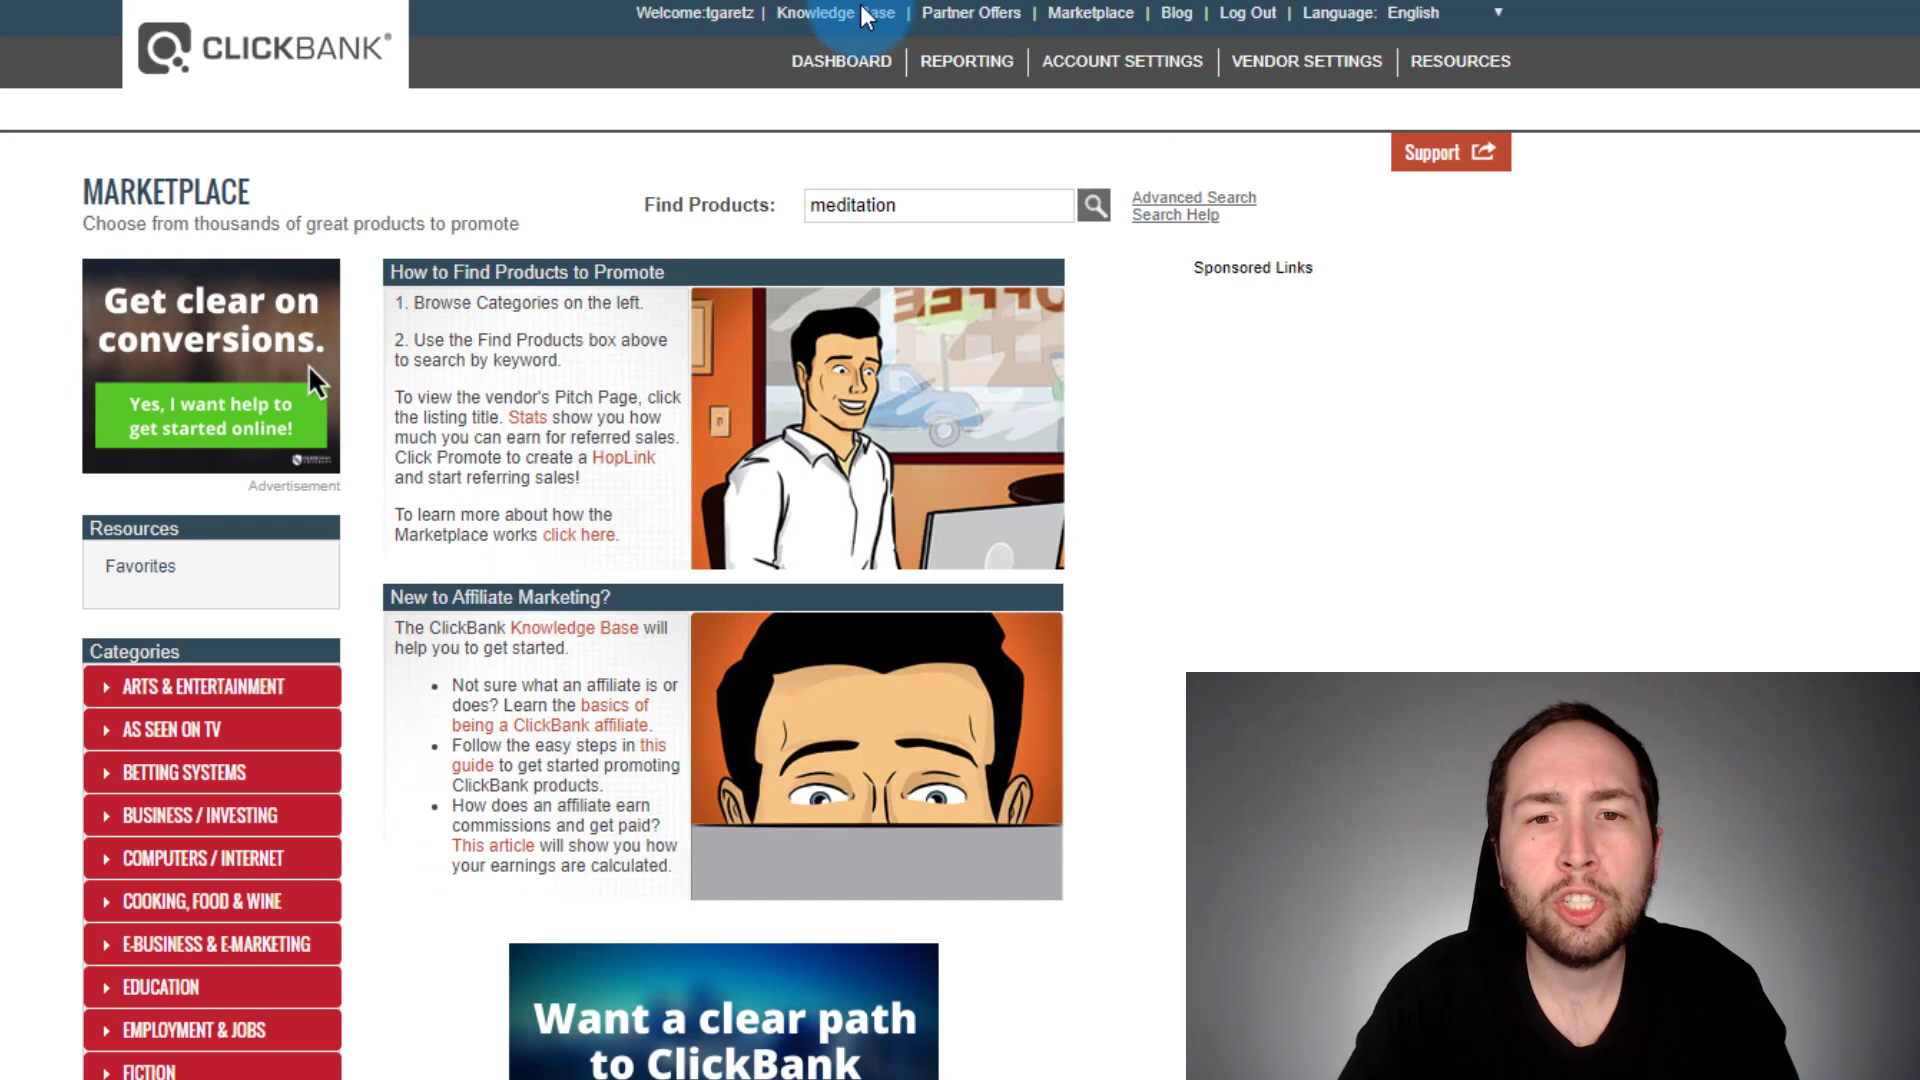 Welcome:tgaretz | Knowledge Base | Partner Offers | Marketplace | Blog | Log Out | Language: English
CLICKBANK®
DASHBOARD | REPORTING | ACCOUNT SETTINGS | VENDOR SETTINGS | RESOURCES
Support
MARKETPLACE
Choose from thousands of great products to promote
Find Products: meditation
Advanced Search
Search Help
Get clear on
conversions.
Yes, I want help to
get started online!
Advertisement
Resources
Favorites
Categories
ARTS & ENTERTAINMENT
AS SEEN ON TV
BETTING SYSTEMS
BUSINESS / INVESTING
COMPUTERS / INTERNET
COOKING, FOOD & WINE
E-BUSINESS & E-MARKETING
EDUCATION
EMPLOYMENT & JOBS
FICTION
How to Find Products to Promote
1. Browse Categories on the left.
2. Use the Find Products box above
to search by keyword.
To view the vendor's Pitch Page, click
the listing title. Stats show you how
much you can earn for referred sales.
Click Promote to create a HopLink
and start referring sales!
To learn more about how the
Marketplace works click here.
New to Affiliate Marketing?
The ClickBank Knowledge Base will
help you to get started.
• Not sure what an affiliate is or
does? Learn the basics of
being a ClickBank affiliate.
• Follow the easy steps in this
guide to get started promoting
ClickBank products.
• How does an affiliate earn
commissions and get paid?
This article will show you how
your earnings are calculated.
Want a clear path
to ClickBank
Sponsored Links